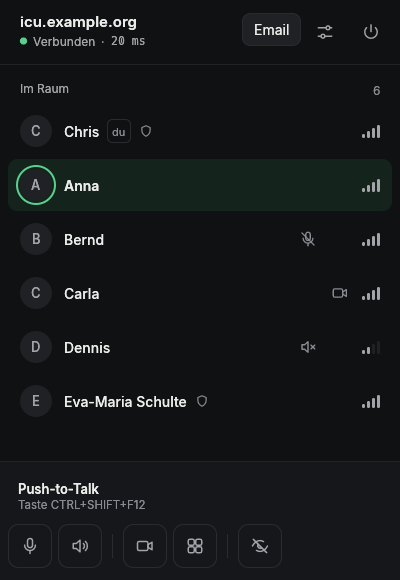 icu.example.org
Email
Verbunden · 20 ms
Im Raum
6
C
Chris
du
A
Anna
B
Bernd
C
Carla
D
Dennis
E
Eva-Maria Schulte
Push-to-Talk
Taste CTRL+SHIFT+F12